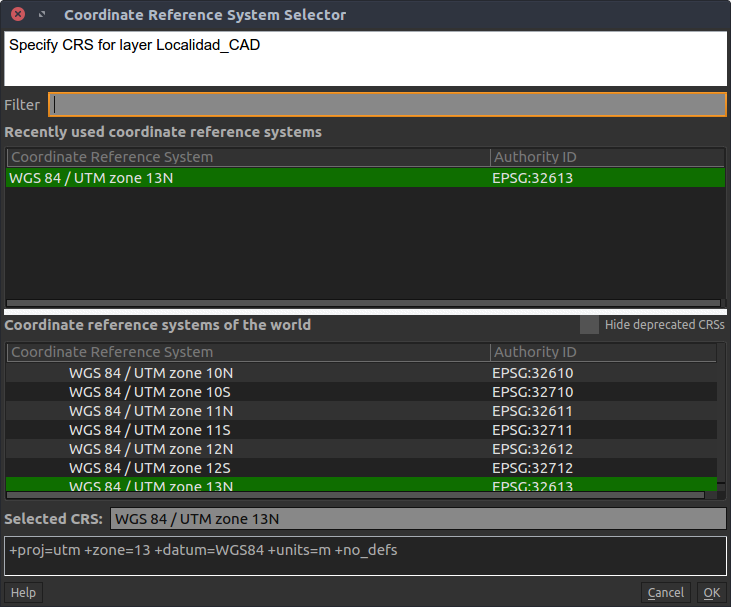 Coordinate Reference System Selector
Specify CRS for layer Localidad_CAD
Filter
Recently used coordinate reference systems
Coordinate Reference System Authority ID
WGS 84 / UTM zone 13N EPSG:32613
Coordinate reference systems of the world Hide deprecated CRSs
Coordinate Reference System Authority ID
WGS 84 / UTM zone 10N EPSG:32610
WGS 84 / UTM zone 10S EPSG:32710
WGS 84 / UTM zone 11N EPSG:32611
WGS 84 / UTM zone 11S EPSG:32711
WGS 84 / UTM zone 12N EPSG:32612
WGS 84 / UTM zone 12S EPSG:32712
WGS 84 / UTM zone 13N EPSG:32613
Selected CRS: WGS 84 / UTM zone 13N
+proj=utm +zone=13 +datum=WGS84 +units=m +no_defs
Help Cancel OK